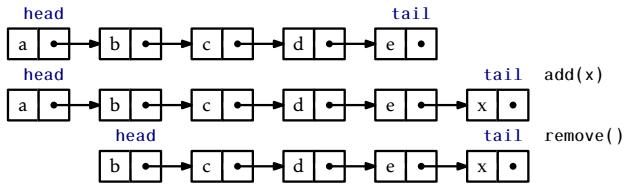 head tail
a b c d e
head tail add(x)
a b c d e x
head tail remove()
b c d e x